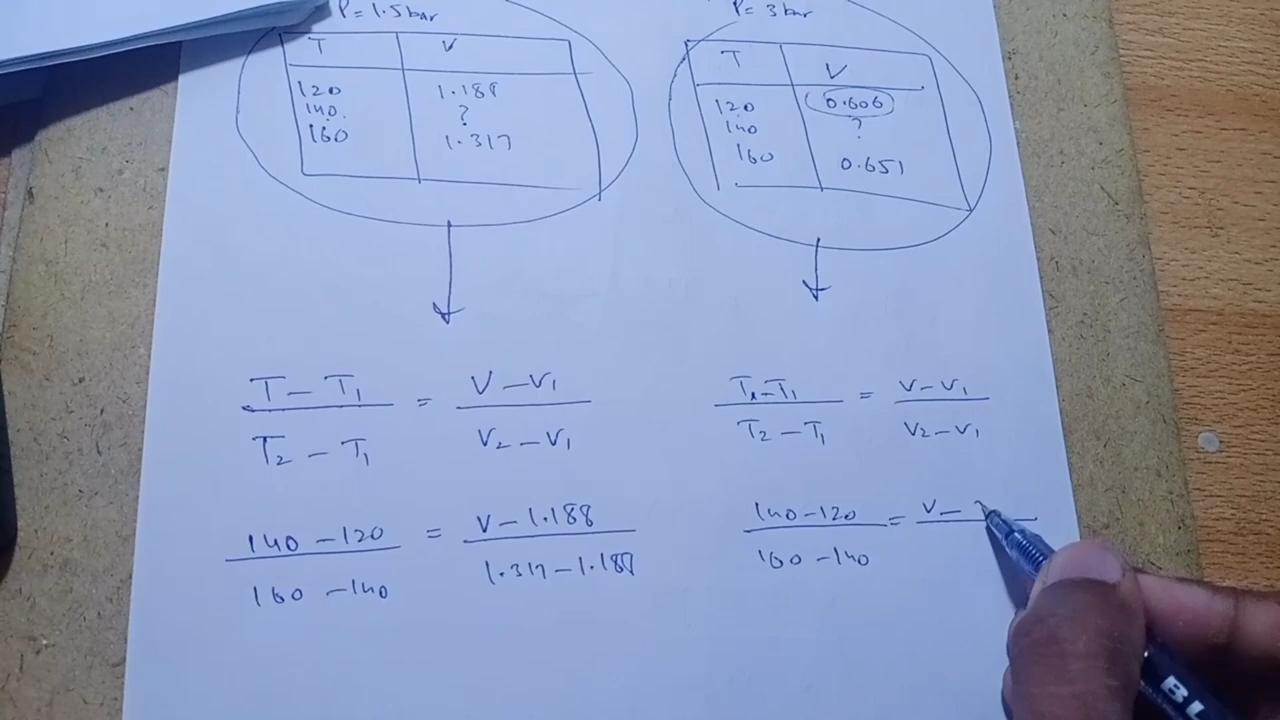 P = 1.5 bar
T V
120 1.188
140 ?
160 1.317
P = 3 bar
T V
120 0.606
140 ?
160 0.651
T - T1 = V - V1
T2 - T1 V2 - V1
140 - 120 = V - 1.188
160 - 140 1.317 - 1.188
T - T1 = V - V1
T2 - T1 V2 - V1
140 - 120 = V -
160 - 140
BL